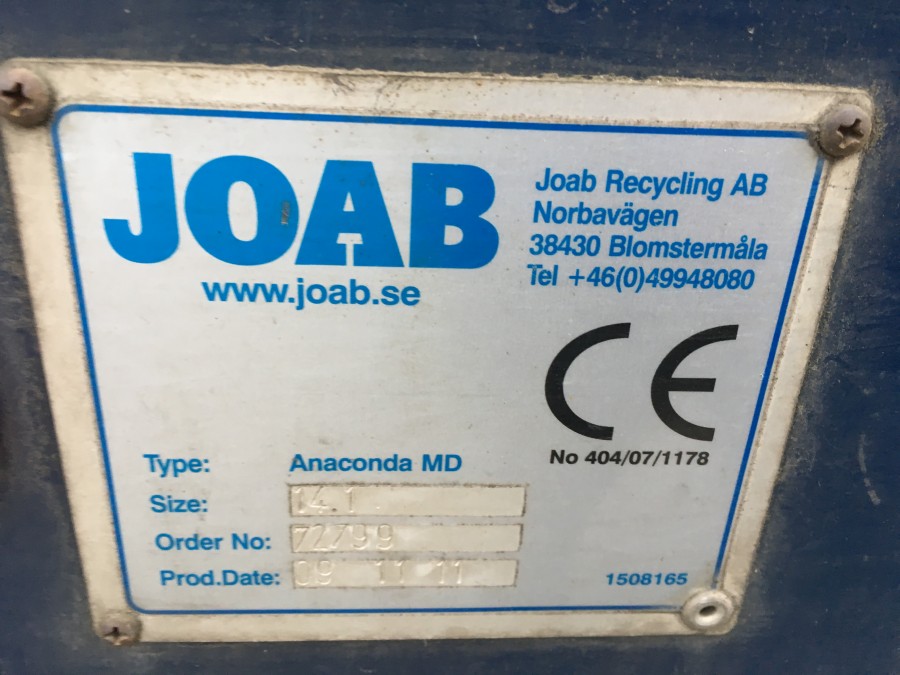 JOAB
www.joab.se
Joab Recycling AB
Norbavägen
38430 Blomstermåla
Tel +46(0)49948080
CE
No 404/07/1178
Type: Anaconda MD
Size: 14.1
Order No: 72799
Prod.Date: 09 11 11
1508165